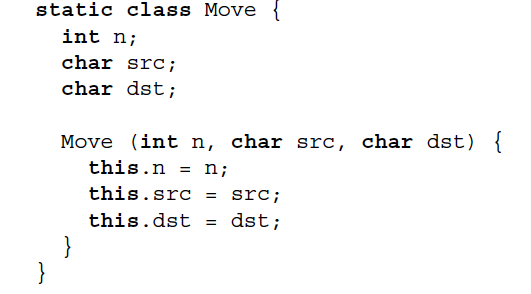 static class Move {
  int n;
  char src;
  char dst;

  Move (int n, char src, char dst) {
    this.n = n;
    this.src = src;
    this.dst = dst;
  }
}